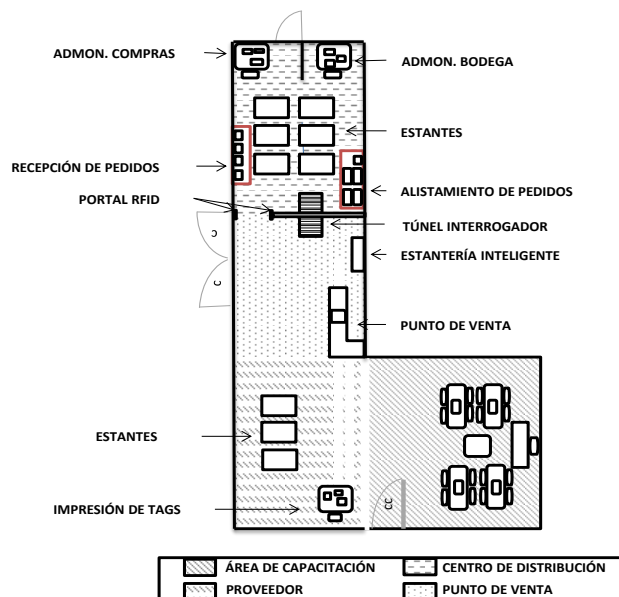 ADMON. COMPRAS
ADMON. BODEGA
ESTANTES
RECEPCIÓN DE PEDIDOS
ALISTAMIENTO DE PEDIDOS
PORTAL RFID
TÚNEL INTERROGADOR
ESTANTERÍA INTELIGENTE
C
C
PUNTO DE VENTA
ESTANTES
IMPRESIÓN DE TAGS
CC
ÁREA DE CAPACITACIÓN
CENTRO DE DISTRIBUCIÓN
PROVEEDOR
PUNTO DE VENTA